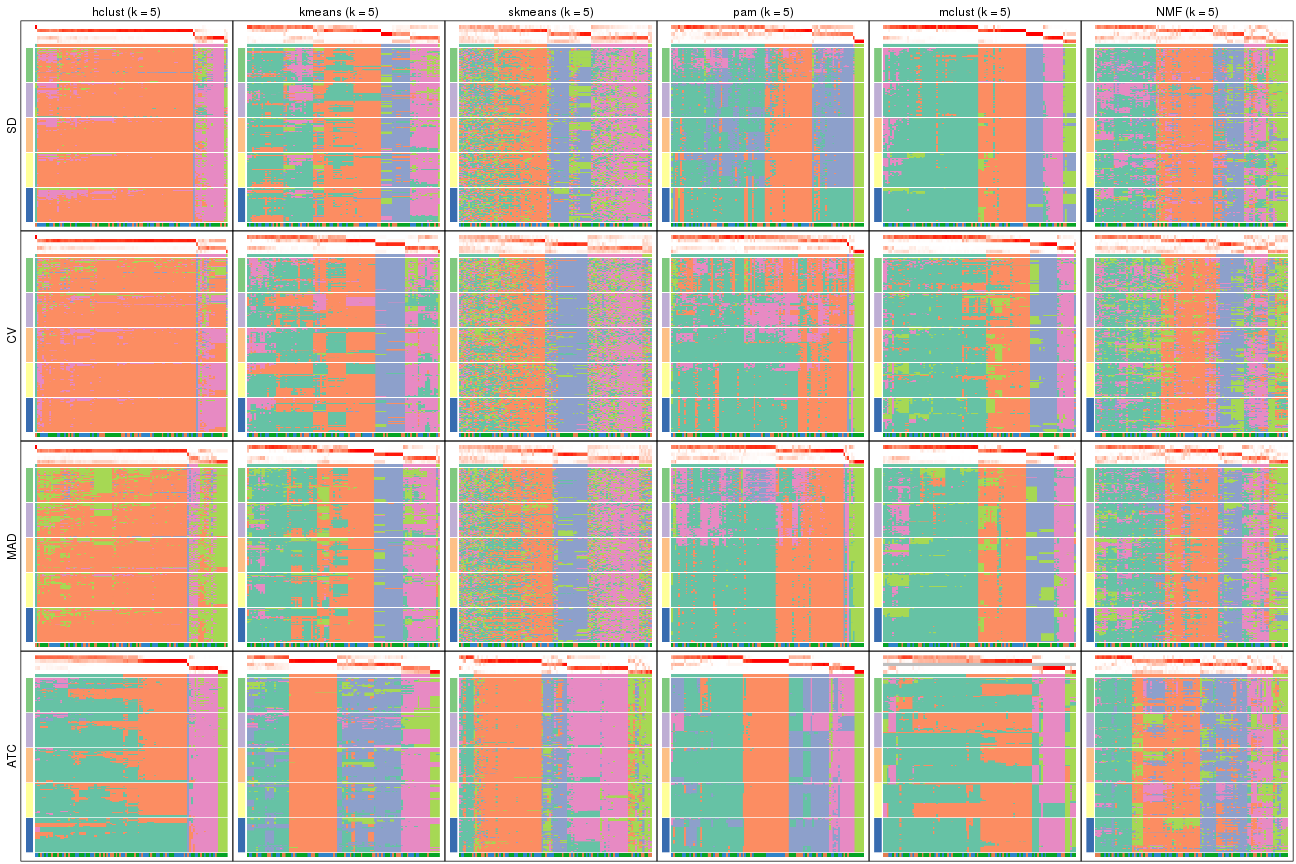 hclust (k = 5) kmeans (k = 5) skmeans (k = 5) pam (k = 5) mclust (k = 5) NMF (k = 5)
SD
CV
MAD
ATC